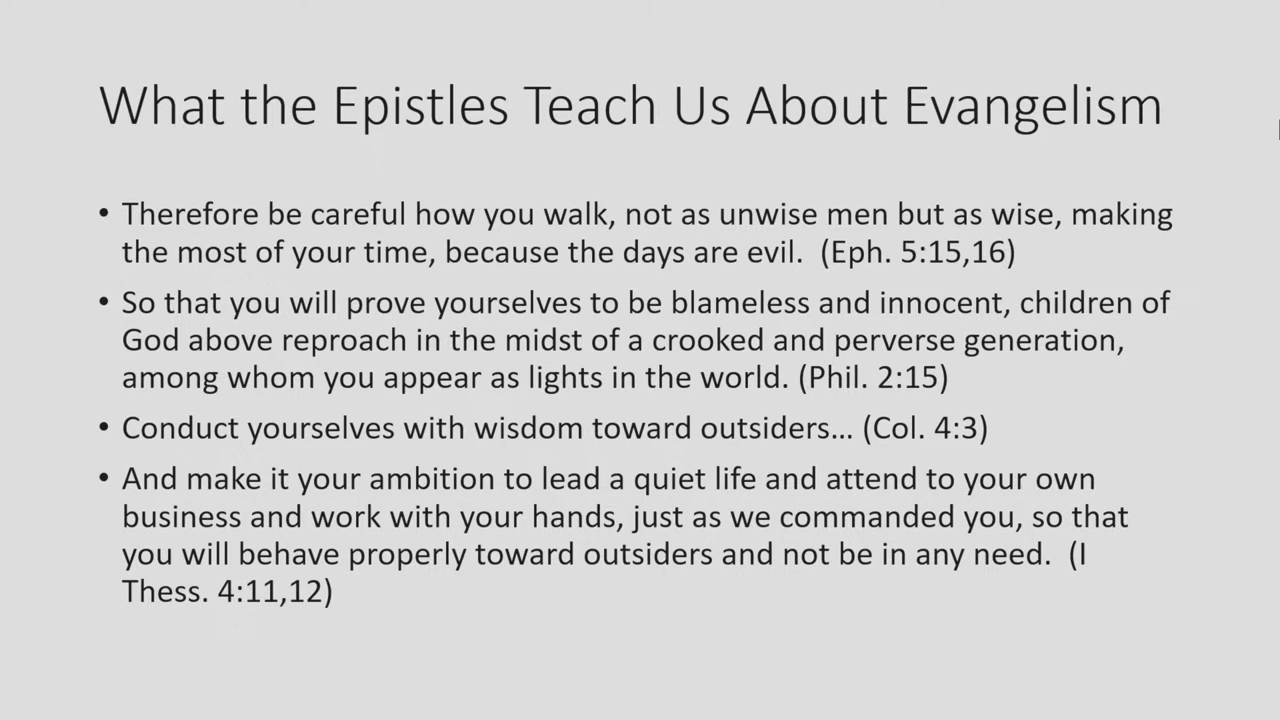 What the Epistles Teach Us About Evangelism
• Therefore be careful how you walk, not as unwise men but as wise, making
the most of your time, because the days are evil.  (Eph. 5:15,16)
• So that you will prove yourselves to be blameless and innocent, children of
God above reproach in the midst of a crooked and perverse generation,
among whom you appear as lights in the world. (Phil. 2:15)
• Conduct yourselves with wisdom toward outsiders… (Col. 4:3)
• And make it your ambition to lead a quiet life and attend to your own
business and work with your hands, just as we commanded you, so that
you will behave properly toward outsiders and not be in any need.  (I
Thess. 4:11,12)